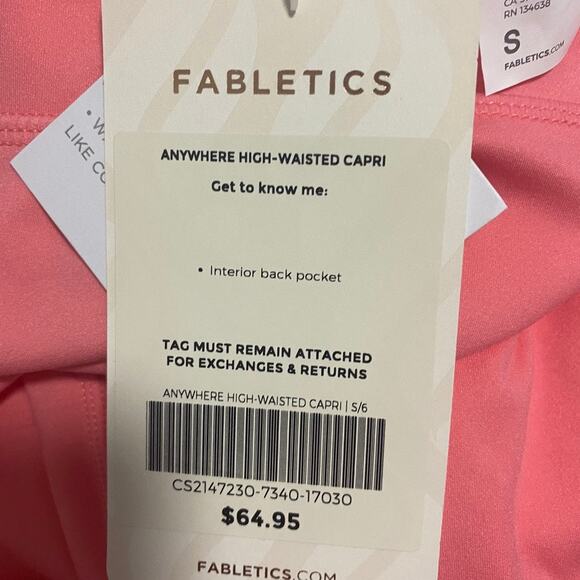 RN 134638
S
FABLETICS.COM
FABLETICS
LIKE
ANYWHERE HIGH-WAISTED CAPRI
Get to know me:
• Interior back pocket
TAG MUST REMAIN ATTACHED
FOR EXCHANGES & RETURNS
ANYWHERE HIGH-WAISTED CAPRI | S/6
CS2147230-7340-17030
$64.95
FABLETICS.COM